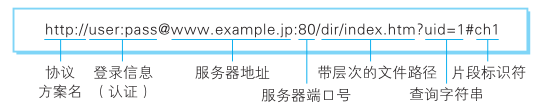 http://user:pass@www.example.jp:80/dir/index.htm?uid=1#ch1
协议 登录信息 服务器地址 带层次的文件路径 片段标识符
方案名 （认证） 服务器端口号 查询字符串